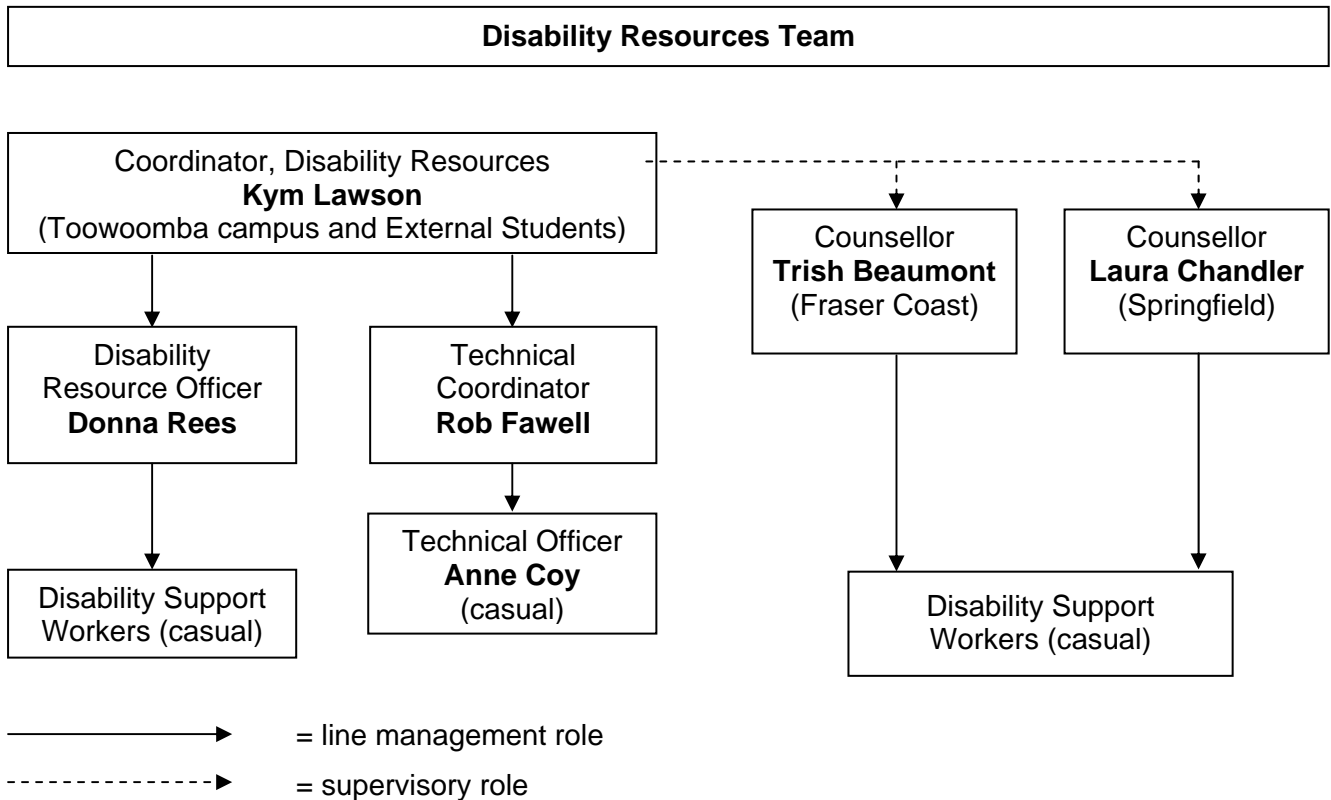 Disability Resources Team
Coordinator, Disability Resources
Kym Lawson
(Toowoomba campus and External Students)
Counsellor
Trish Beaumont
(Fraser Coast)
Counsellor
Laura Chandler
(Springfield)
Disability
Resource Officer
Donna Rees
Technical
Coordinator
Rob Fawell
Technical Officer
Anne Coy
(casual)
Disability Support
Workers (casual)
Disability Support
Workers (casual)
= line management role
= supervisory role